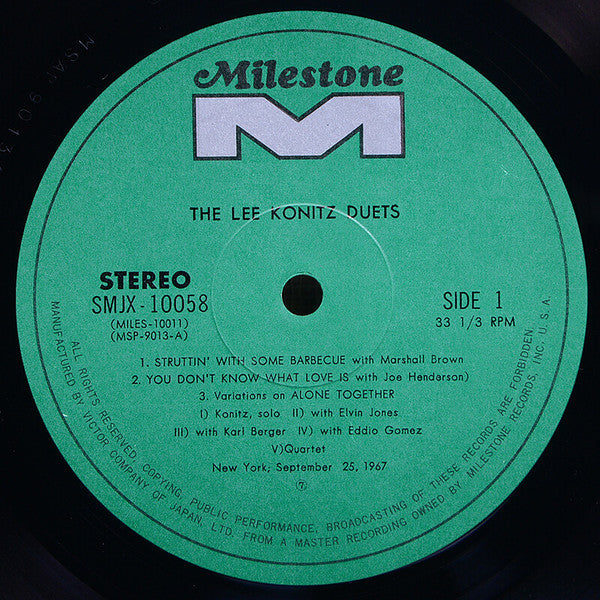 Milestone
M
THE LEE KONITZ DUETS
STEREO
SMJX-10058
(MILES-10011)
(MSP-9013-A)
SIDE 1
33 1/3 RPM
1. STRUTTIN' WITH SOME BARBECUE with Marshall Brown
2. YOU DON'T KNOW WHAT LOVE IS with Joe Henderson)
3. Variations on ALONE TOGETHER
I) Konitz, solo II) with Elvin Jones
III) with Karl Berger IV) with Eddio Gomez
V)Quartet
New York, September 25, 1967
7
MANUFACTURED BY VICTOR COMPANY OF JAPAN, LTD. FROM A MASTER RECORDING OWNED BY MILESTONE RECORDS, INC. U. S. A.
ALL RIGHTS RESERVED. COPYING, PUBLIC PERFORMANCE, BROADCASTING OF THESE RECORDS ARE FORBIDDEN